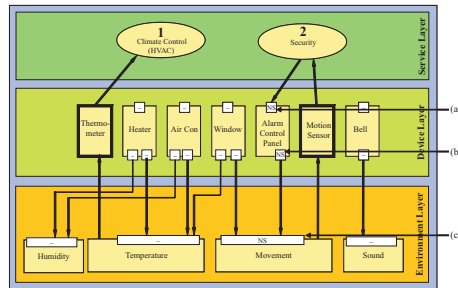 1
Climate Control
(HVAC)
2
Security
Service Layer
Thermo-
meter
Heater
Air Con
Window
Alarm
Control
Panel
Motion
Sensor
Bell
Device Layer
–
–
–
–
NS
–
–
–
–
–
–
NS
–
(a
(b
(c
Environment Layer
–
–
NS
–
Humidity
Temperature
Movement
Sound